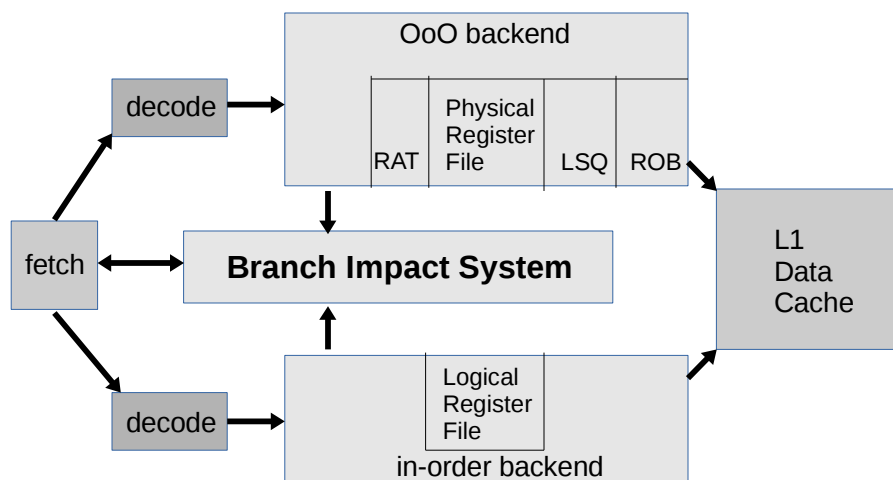 OoO backend
decode
Physical
Register
File
RAT
LSQ
ROB
fetch
Branch Impact System
L1
Data
Cache
decode
Logical
Register
File
in-order backend